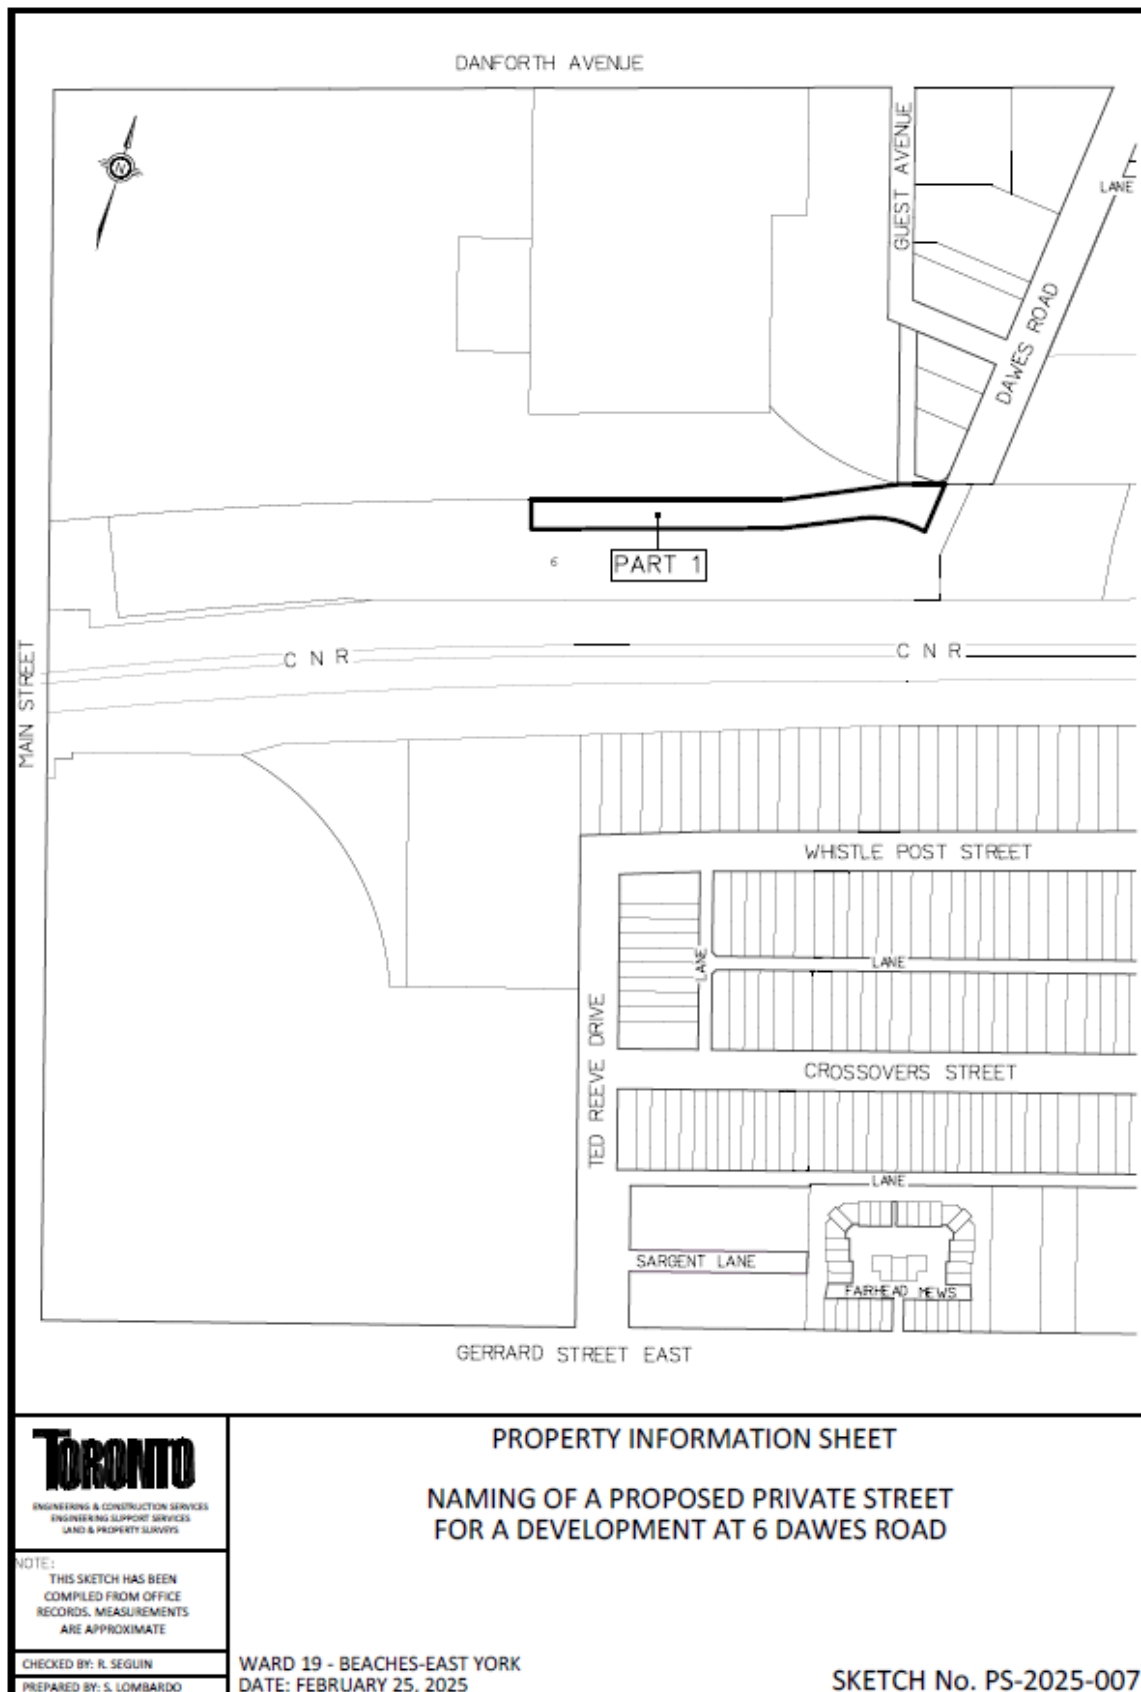 DANFORTH AVENUE
N
GUEST AVENUE
LANE
DAWES ROAD
6
PART 1
MAIN STREET
C N R
C N R
WHISTLE POST STREET
LANE
LANE
TED REEVE DRIVE
CROSSOVERS STREET
LANE
SARGENT LANE
FAIRHEAD MEWS
GERRARD STREET EAST
TORONTO
ENGINEERING & CONSTRUCTION SERVICES
ENGINEERING SUPPORT SERVICES
LAND & PROPERTY SURVEYS
NOTE:
THIS SKETCH HAS BEEN
COMPILED FROM OFFICE
RECORDS. MEASUREMENTS
ARE APPROXIMATE
CHECKED BY: R. SEGUIN
PREPARED BY: S. LOMBARDO
PROPERTY INFORMATION SHEET
NAMING OF A PROPOSED PRIVATE STREET
FOR A DEVELOPMENT AT 6 DAWES ROAD
WARD 19 - BEACHES-EAST YORK
DATE: FEBRUARY 25, 2025
SKETCH No. PS-2025-007